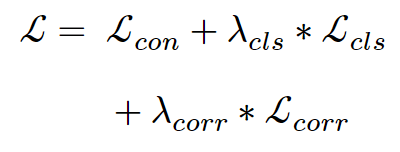 ℒ = ℒ_con + λ_cls * ℒ_cls
+ λ_corr * ℒ_corr